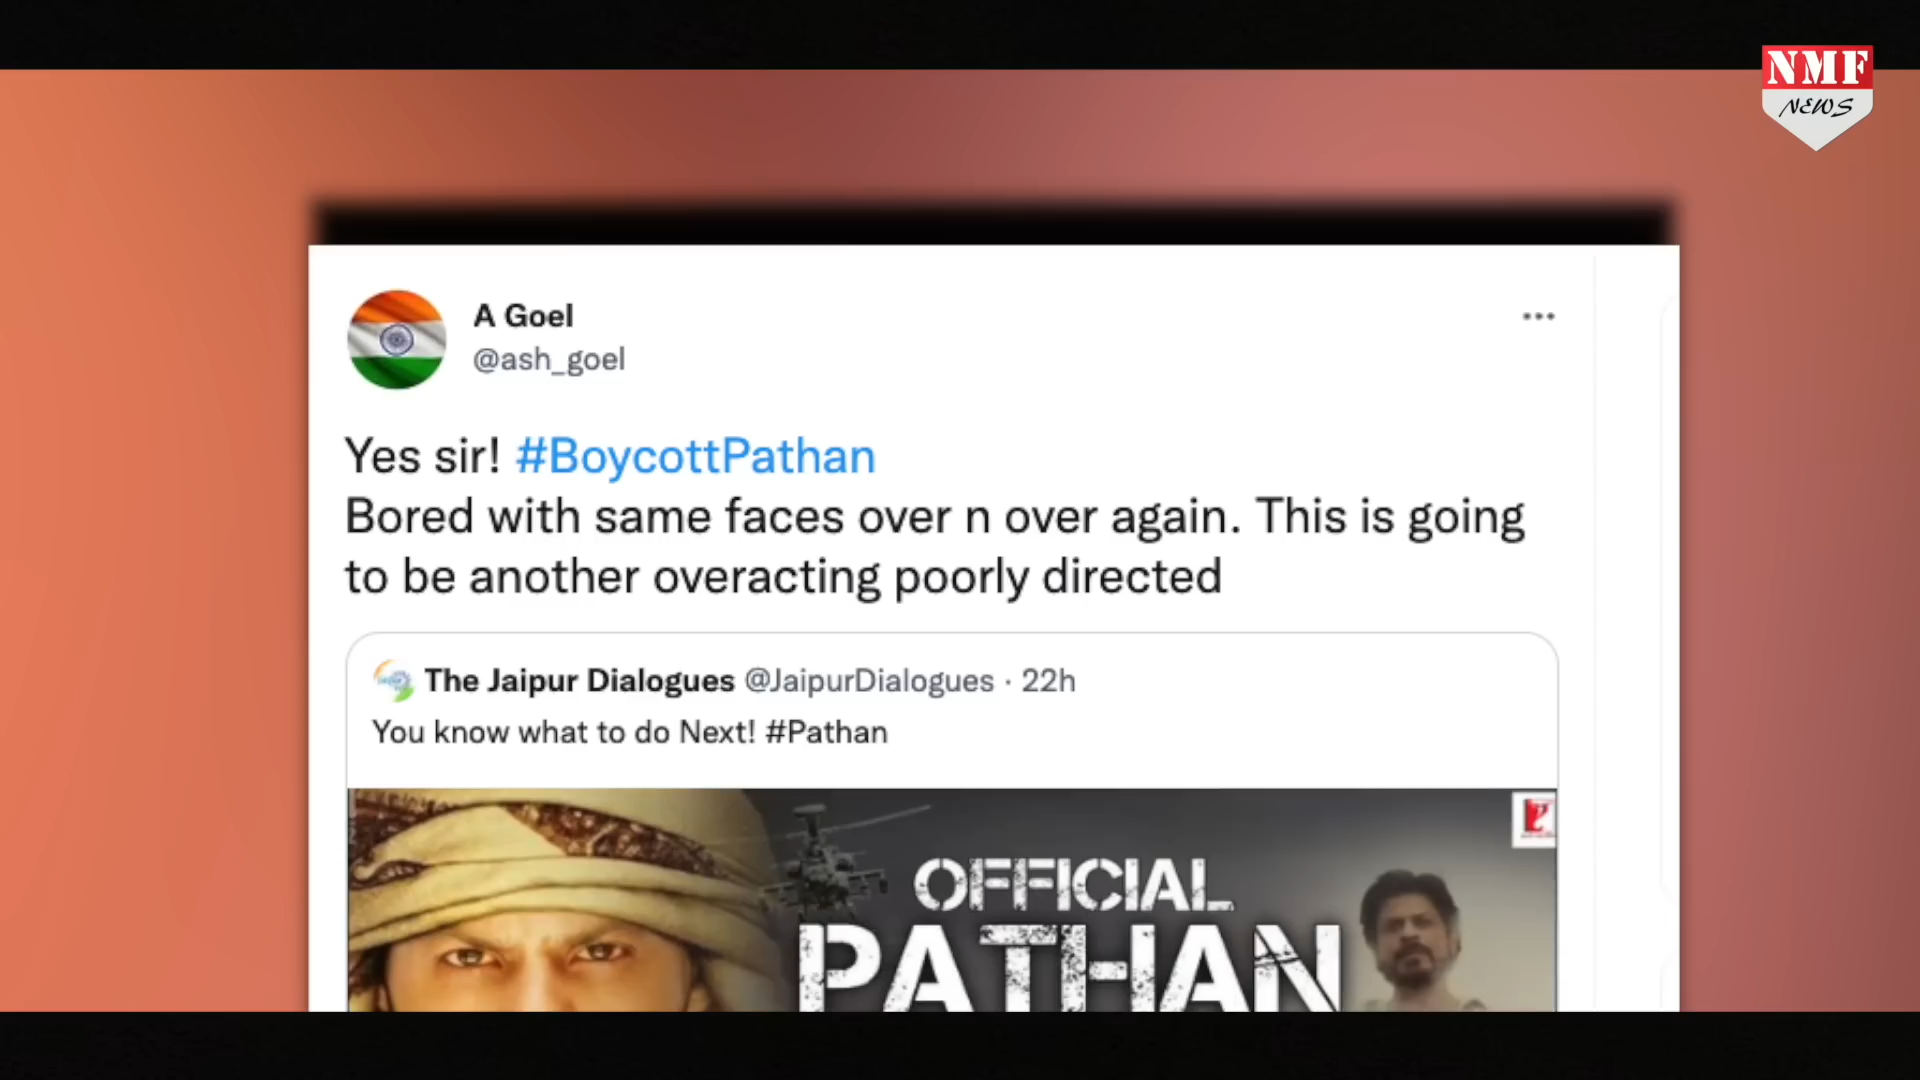 NMF
NEWS
A Goel
@ash_goel
Yes sir! #BoycottPathan
Bored with same faces over n over again. This is going
to be another overacting poorly directed
The Jaipur Dialogues @JaipurDialogues · 22h
You know what to do Next! #Pathan
OFFICIAL
PATHAN